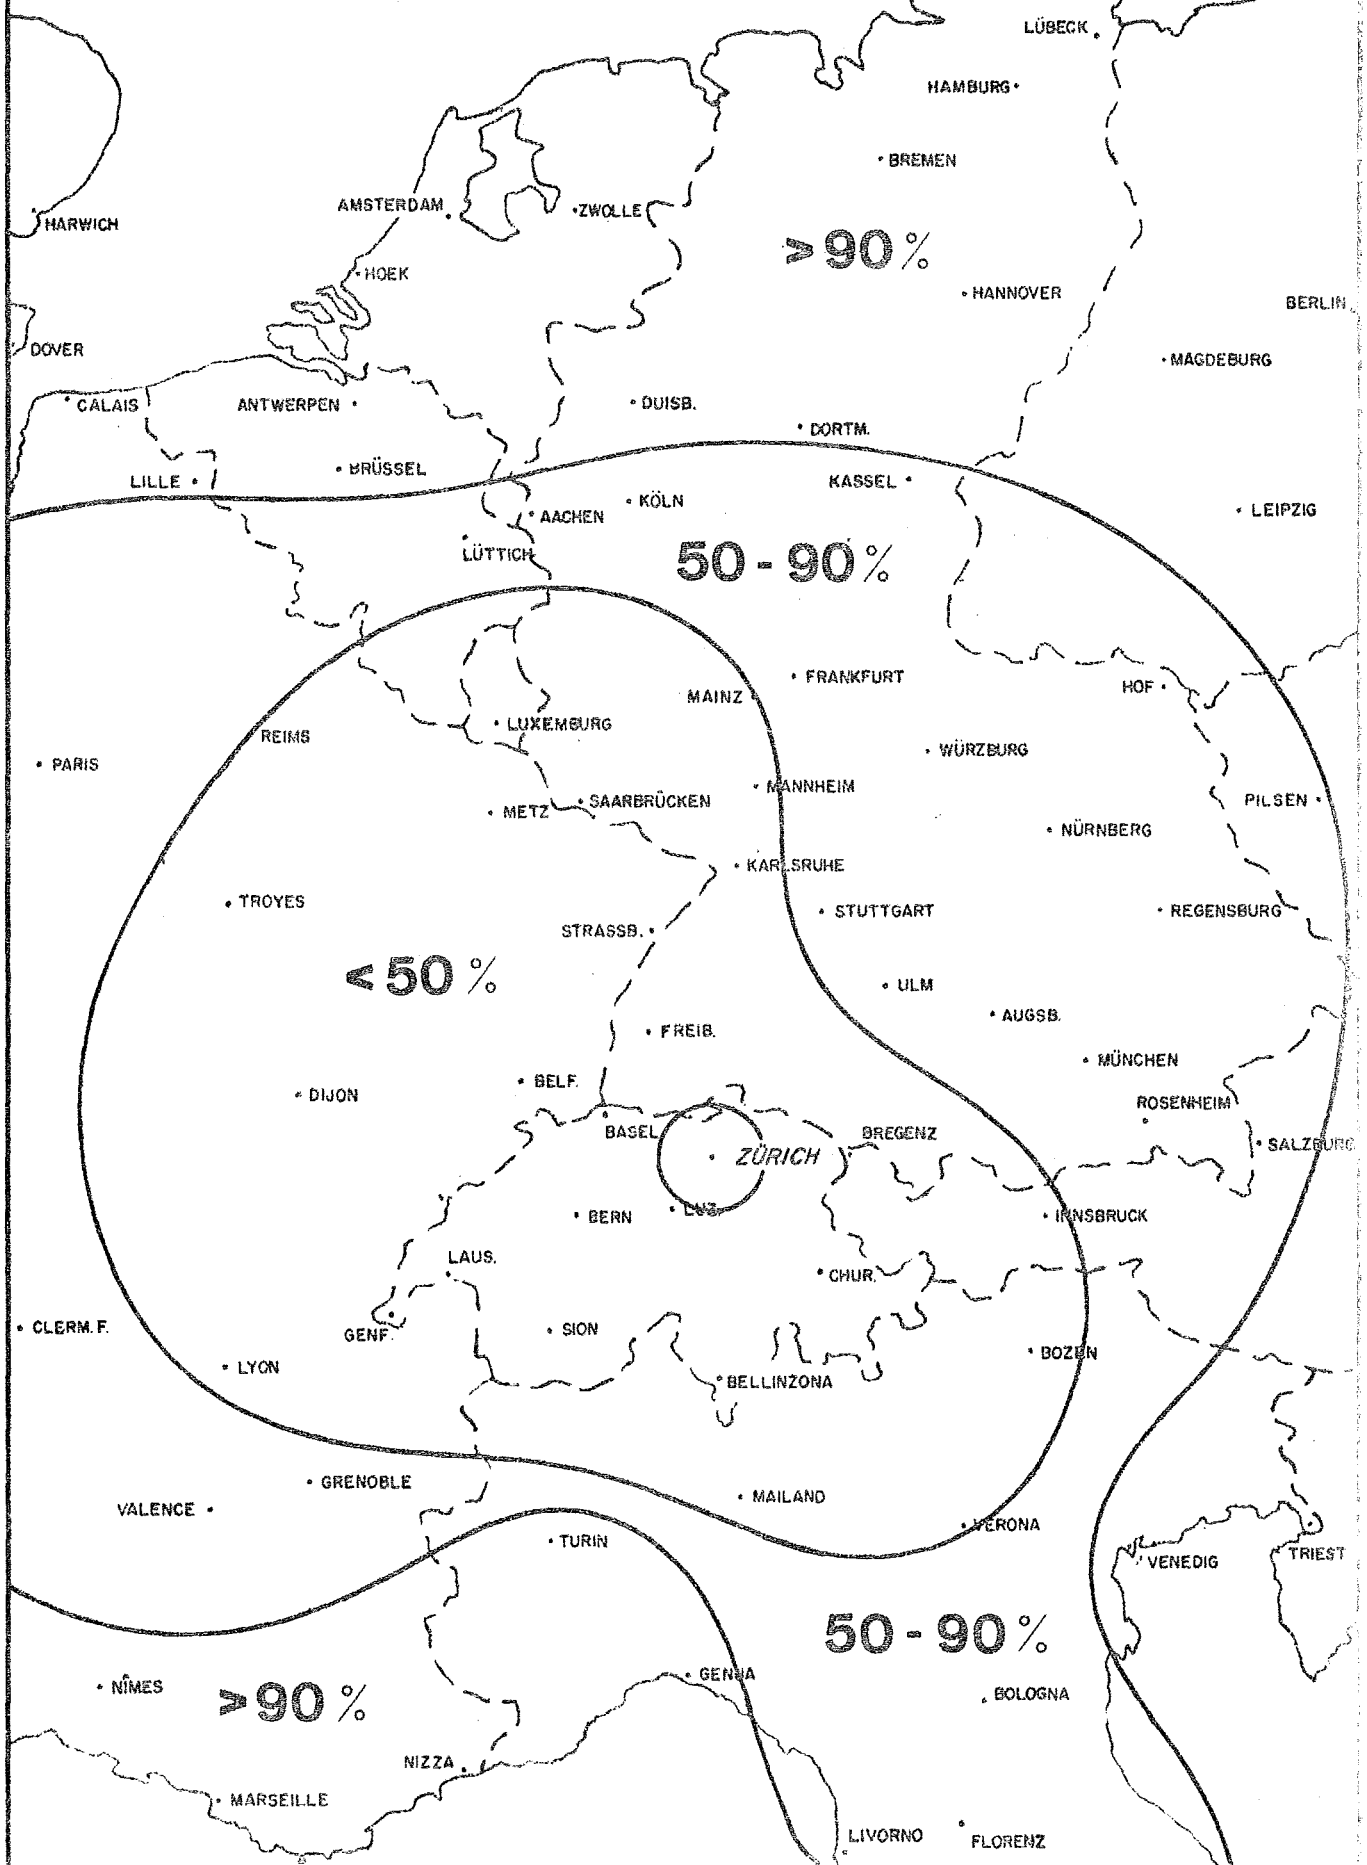 LÜBECK
HAMBURG
BREMEN
AMSTERDAM
ZWOLLE
HARWICH
>90%
HOEK
HANNOVER
BERLIN
DOVER
MAGDEBURG
CALAIS
ANTWERPEN
DUISB.
DORTM.
BRÜSSEL
LILLE
KASSEL
KÖLN
LEIPZIG
AACHEN
LÜTTICH
50-90%
FRANKFURT
HOF
MAINZ
LUXEMBURG
REIMS
WÜRZBURG
PARIS
MANNHEIM
SAARBRÜCKEN
PILSEN
METZ
NÜRNBERG
KARLSRUHE
TROYES
STUTTGART
REGENSBURG
STRASSB.
<50%
ULM
AUGSB.
FREIB.
MÜNCHEN
BELF.
DIJON
ROSENHEIM
BASEL
BREGENZ
SALZBURG
ZÜRICH
LUZ.
BERN
INNSBRUCK
LAUS.
CHUR.
CLERM.F.
GENF.
SION
BOZEN
LYON
BELLINZONA
GRENOBLE
MAILAND
VALENCE
VERONA
TURIN
VENEDIG
TRIEST
50-90%
GENUA
NÎMES
>90%
BOLOGNA
NIZZA
MARSEILLE
LIVORNO
FLORENZ